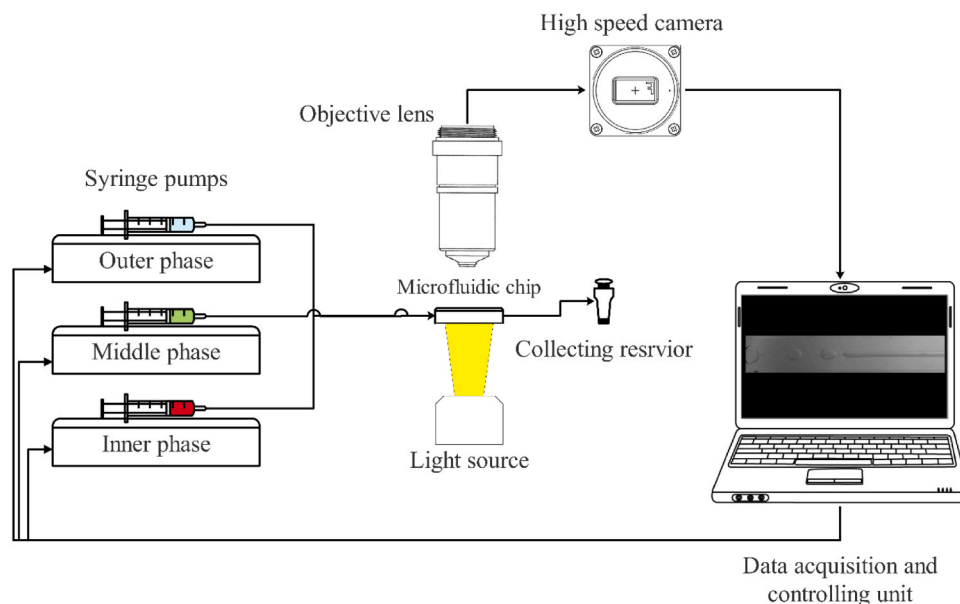 High speed camera
Objective lens
Syringe pumps
Outer phase
Microfluidic chip
Middle phase
Collecting resrvior
Inner phase
Light source
Data acquisition and
controlling unit